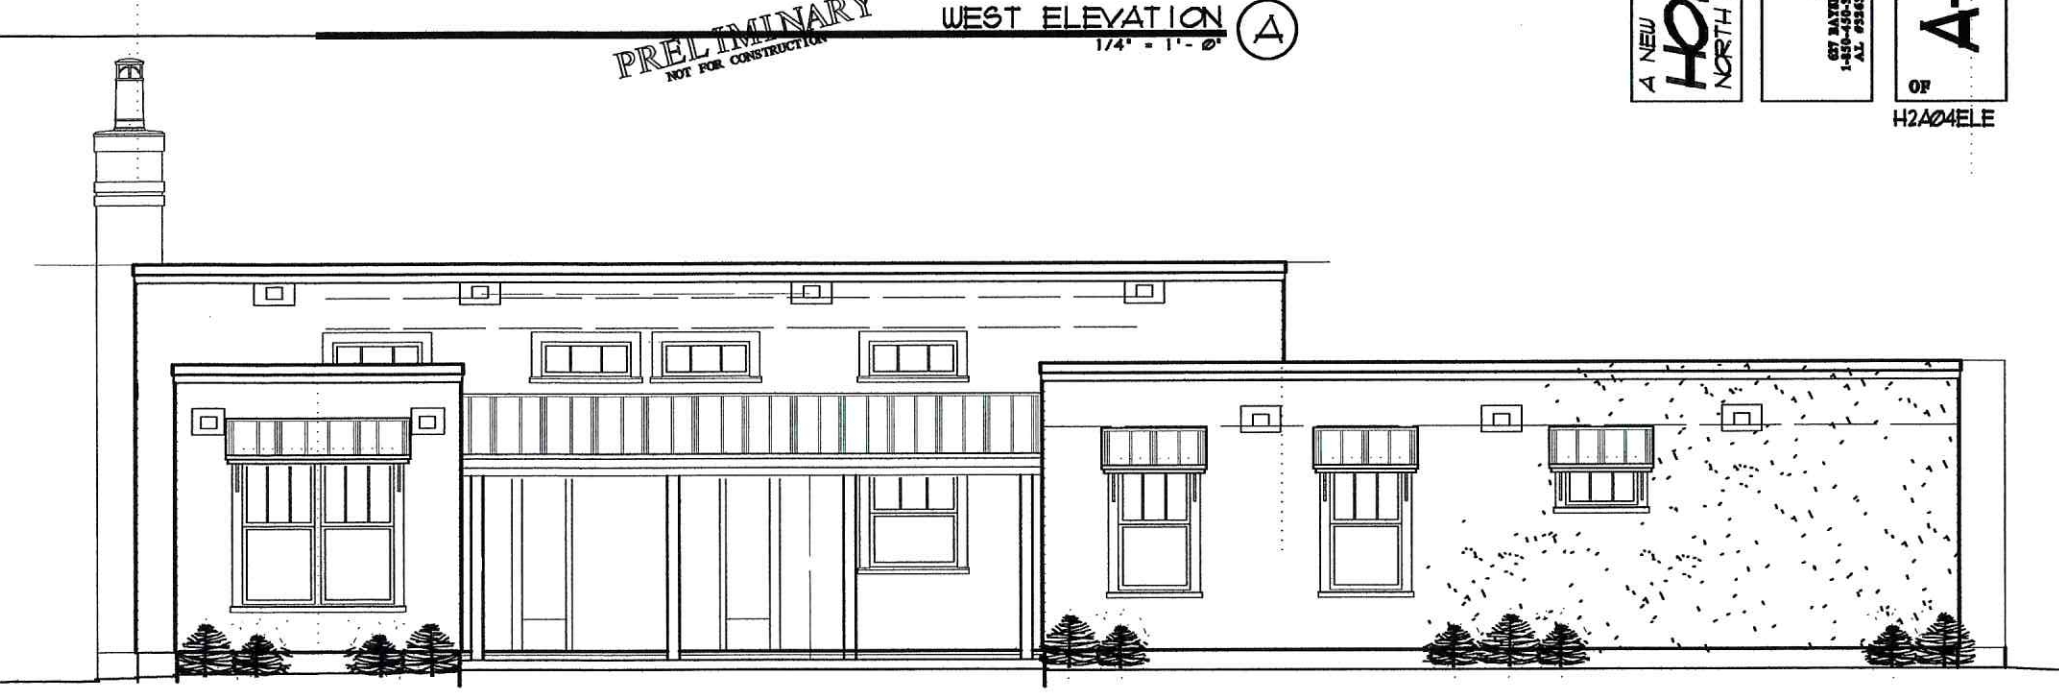 PRELIMINARY
NOT FOR CONSTRUCTION
WEST ELEVATION
1/4" = 1'-0"
A
A NEW
NORTH
OF
H2A04ELE